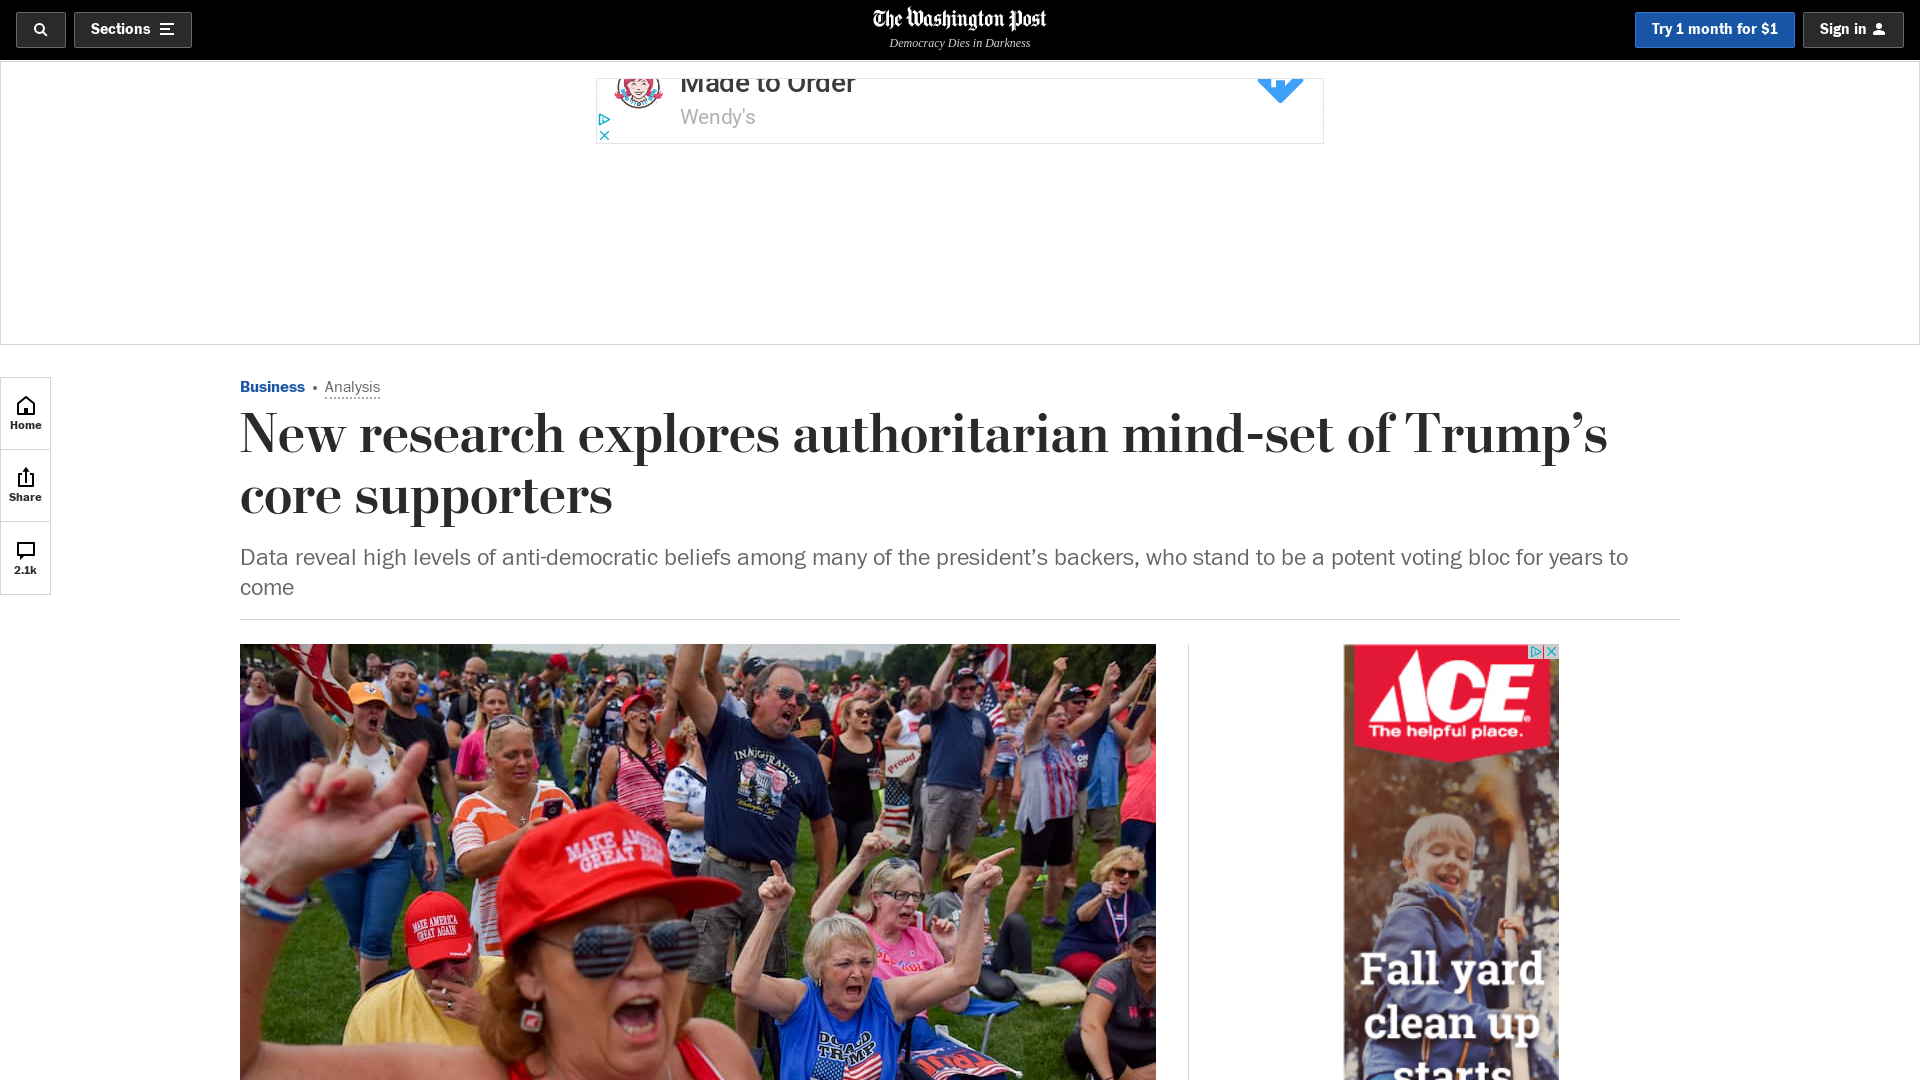 Sections
The Washington Post
Democracy Dies in Darkness
Try 1 month for $1
Sign in
Made to Order
Wendy's
Home
Share
2.1k
Business • Analysis
New research explores authoritarian mind-set of Trump’s
core supporters
Data reveal high levels of anti-democratic beliefs among many of the president’s backers, who stand to be a potent voting bloc for years to
come
INAUGURATION
Proud
MAKE AMERICA
GREAT AGAIN
DONALD
TRUMP
ACE
The helpful place.
Fall yard
clean up
starts